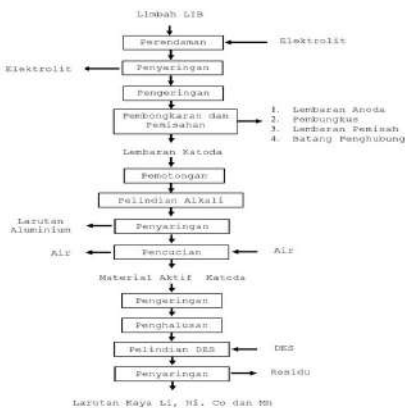 Limbah LIB
Perendaman
Elektrolit
Elektrolit
Penyaringan
Pengeringan
Pembongkaran dan
Pemisahan
1. Lembaran Anoda
2. Pembungkus
3. Lembaran Pemisah
4. Batang Penghubung
Lembaran Katoda
Pemotongan
Pelindian Alkali
Larutan
Aluminium
Penyaringan
Air
Pencucian
Air
Material Aktif Katoda
Pengeringan
Penghalusan
Pelindian DES
DES
Penyaringan
Residu
Larutan Kaya Li, Ni, Co dan Mn